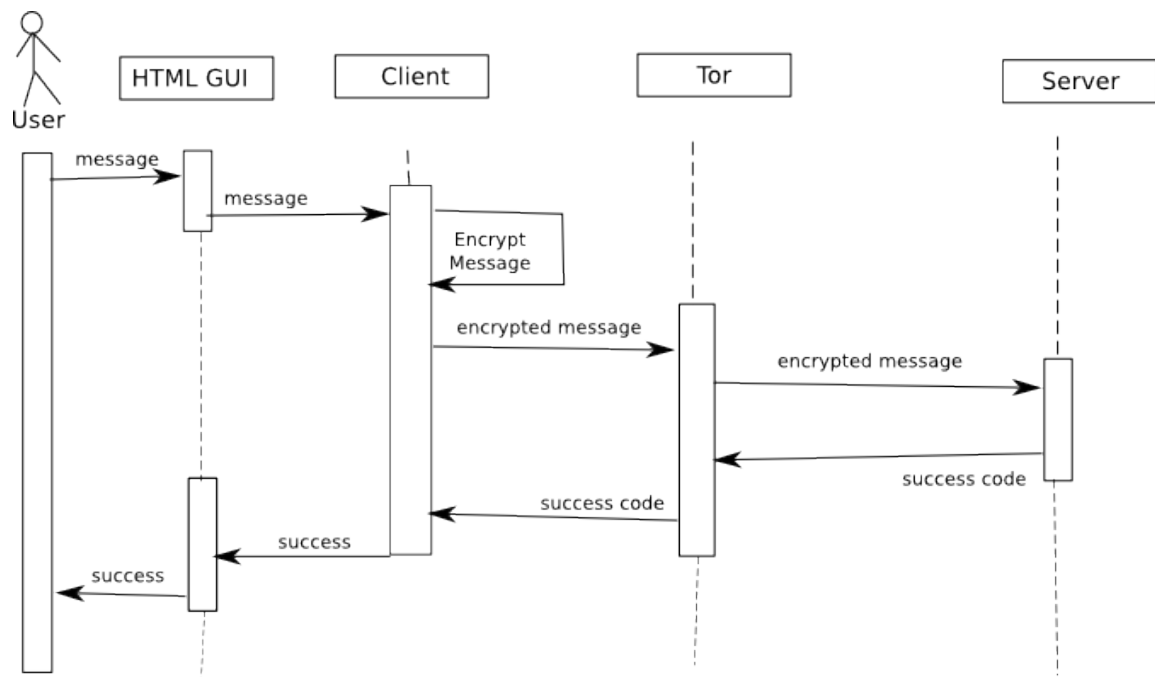 User
HTML GUI
Client
Tor
Server
message
message
Encrypt
Message
encrypted message
encrypted message
success code
success code
success
success